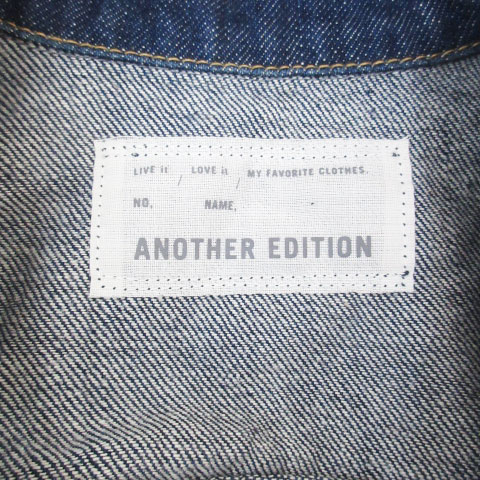 LIVE it / LOVE it / MY FAVORITE CLOTHES.
NO. NAME.
ANOTHER EDITION